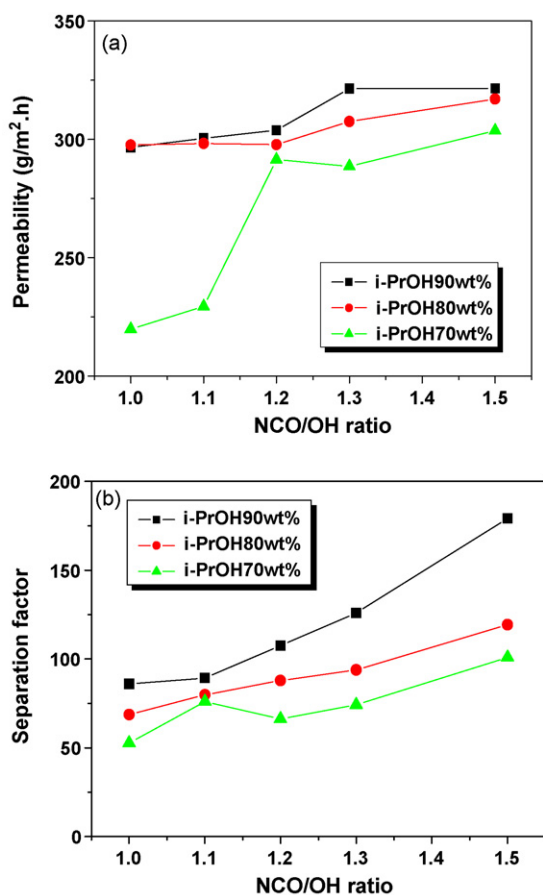 (a)
350
300
250
200
Permeability (g/m².h)
i-PrOH90wt%
i-PrOH80wt%
i-PrOH70wt%
1.0 1.1 1.2 1.3 1.4 1.5
NCO/OH ratio
(b)
200
150
100
50
0
Separation factor
i-PrOH90wt%
i-PrOH80wt%
i-PrOH70wt%
1.0 1.1 1.2 1.3 1.4 1.5
NCO/OH ratio